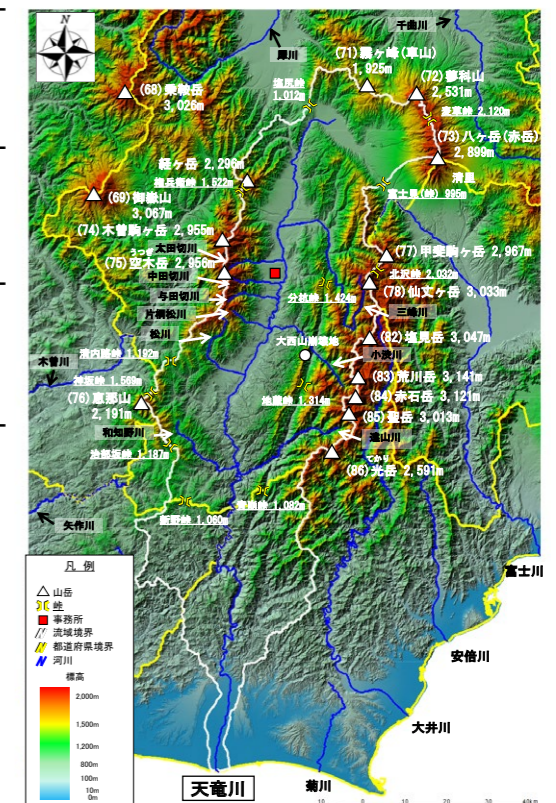 N
千曲川
犀川
(71) 霧ヶ峰(車山)
1,925m
(72) 蓼科山
2,531m
(68) 乗鞍岳
3,026m
塩尻峠
1,012m
麦草峠 2,120m
(73) 八ヶ岳(赤岳)
2,899m
清里
経ヶ岳 2,296m
権兵衛峠 1,522m
富士見(峠) 995m
(69) 御嶽山
3,067m
(74) 木曽駒ヶ岳 2,955m
太田切川
うつぎ
(75) 空木岳 2,956m
中田切川
与田切川
片桐松川
松川
(77) 甲斐駒ヶ岳 2,967m
北沢峠 2,032m
(78) 仙丈ヶ岳 3,033m
分杭峠 1,424m
三峰川
大西山崩壊地
(82) 塩見岳 3,047m
小渋川
木曽川
清内路峠 1,192m
神坂峠 1,569m
(76) 恵那山
2,191m
(83) 荒川岳 3,141m
地蔵峠 1,314m
(84) 赤石岳 3,121m
(85) 聖岳 3,013m
和知野川
遠山川
治部坂峠 1,187m
てかり
(86) 光岳 2,591m
青崩峠 1,082m
新野峠 1,060m
矢作川
富士川
安倍川
大井川
菊川
天竜川
凡 例
山岳
峠
事務所
流域境界
都道府県境界
河川
標高
2,000m
1,500m
1,200m
800m
100m
10m
0m
10 0 10 20 30 40km